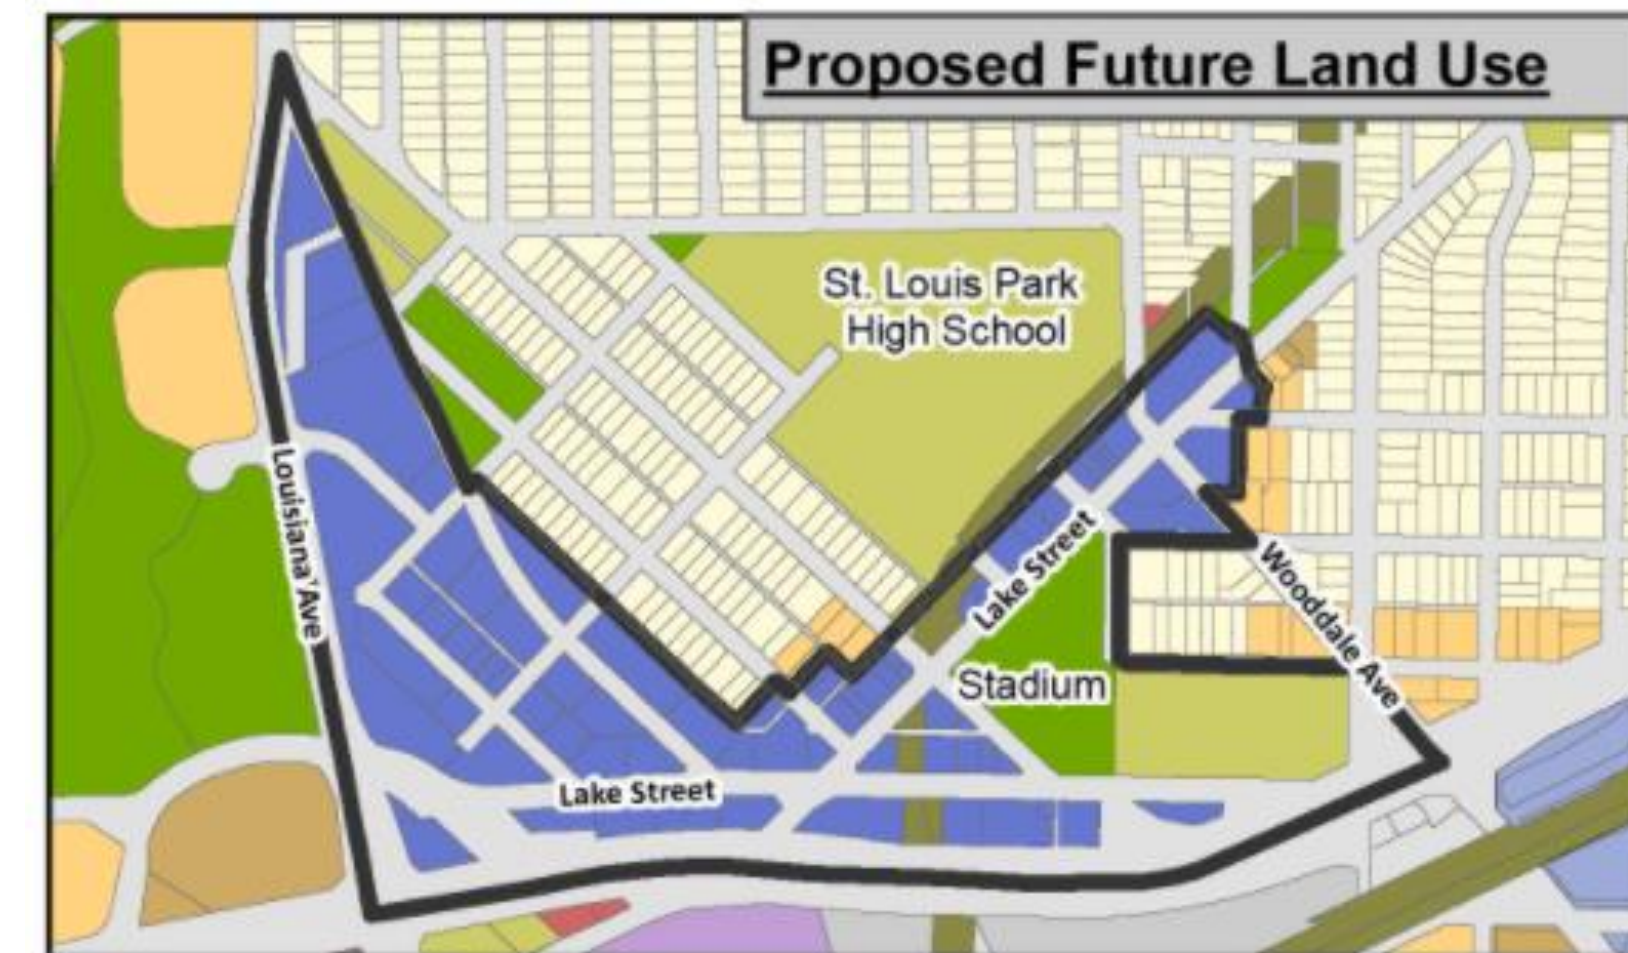 Proposed Future Land Use
St. Louis Park
High School
Louisiana Ave
Lake Street
Wooddale Ave
Stadium
Lake Street